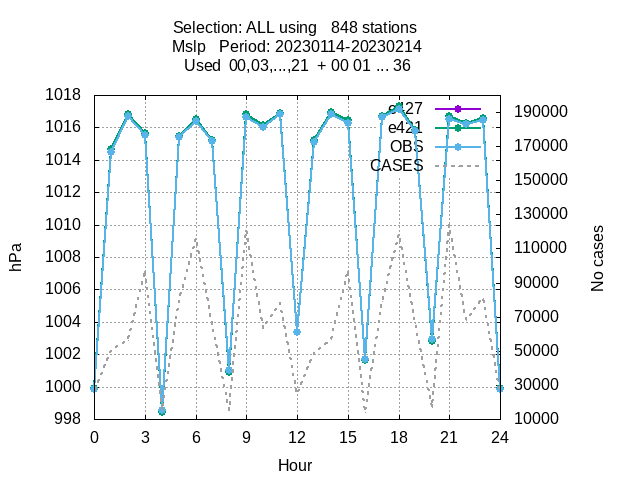 Selection: ALL using   848 stations
Mslp   Period: 20230114-20230214
Used  00,03,...,21  + 00 01 ... 36
1018
1016
1014
1012
1010
1008
1006
1004
1002
1000
998
190000
170000
150000
130000
110000
90000
70000
50000
30000
10000
e427
e421
OBS
CASES
hPa
No cases
0 3 6 9 12 15 18 21 24
Hour